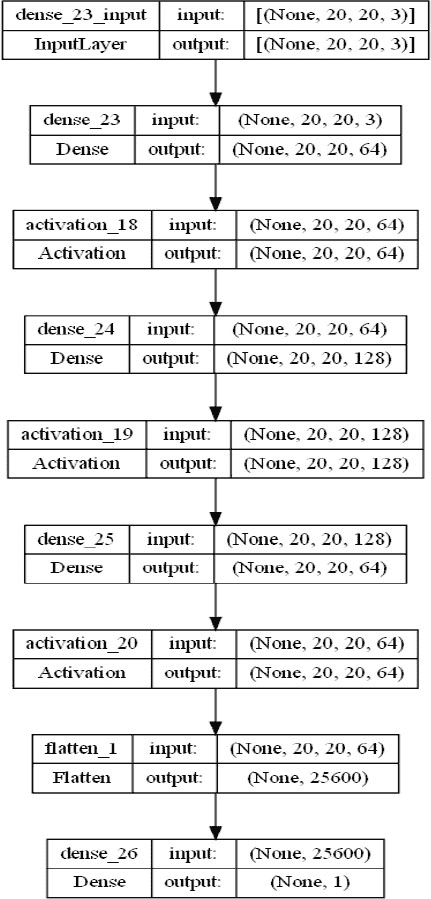 dense_23_input input: [(None, 20, 20, 3)]
InputLayer output: [(None, 20, 20, 3)]
dense_23 input: (None, 20, 20, 3)
Dense output: (None, 20, 20, 64)
activation_18 input: (None, 20, 20, 64)
Activation output: (None, 20, 20, 64)
dense_24 input: (None, 20, 20, 64)
Dense output: (None, 20, 20, 128)
activation_19 input: (None, 20, 20, 128)
Activation output: (None, 20, 20, 128)
dense_25 input: (None, 20, 20, 128)
Dense output: (None, 20, 20, 64)
activation_20 input: (None, 20, 20, 64)
Activation output: (None, 20, 20, 64)
flatten_1 input: (None, 20, 20, 64)
Flatten output: (None, 25600)
dense_26 input: (None, 25600)
Dense output: (None, 1)